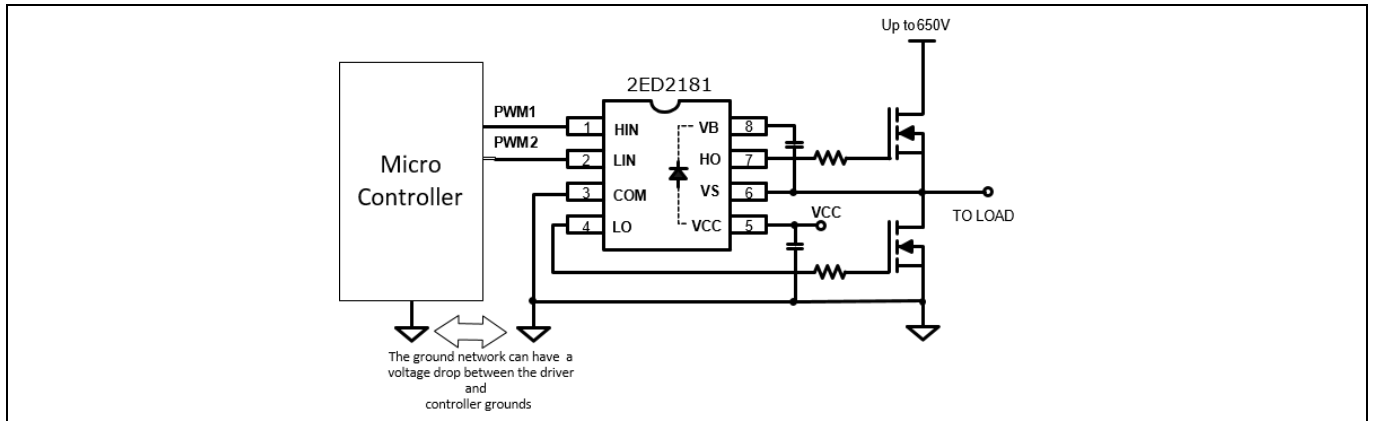 Up to 650V
2ED2181
Micro
Controller
PWM1
PWM2
1 HIN
2 LIN
3 COM
4 LO
VB 8
HO 7
VS 6
VCC 5
VCC
TO LOAD
The ground network can have a
voltage drop between the driver
and
controller grounds